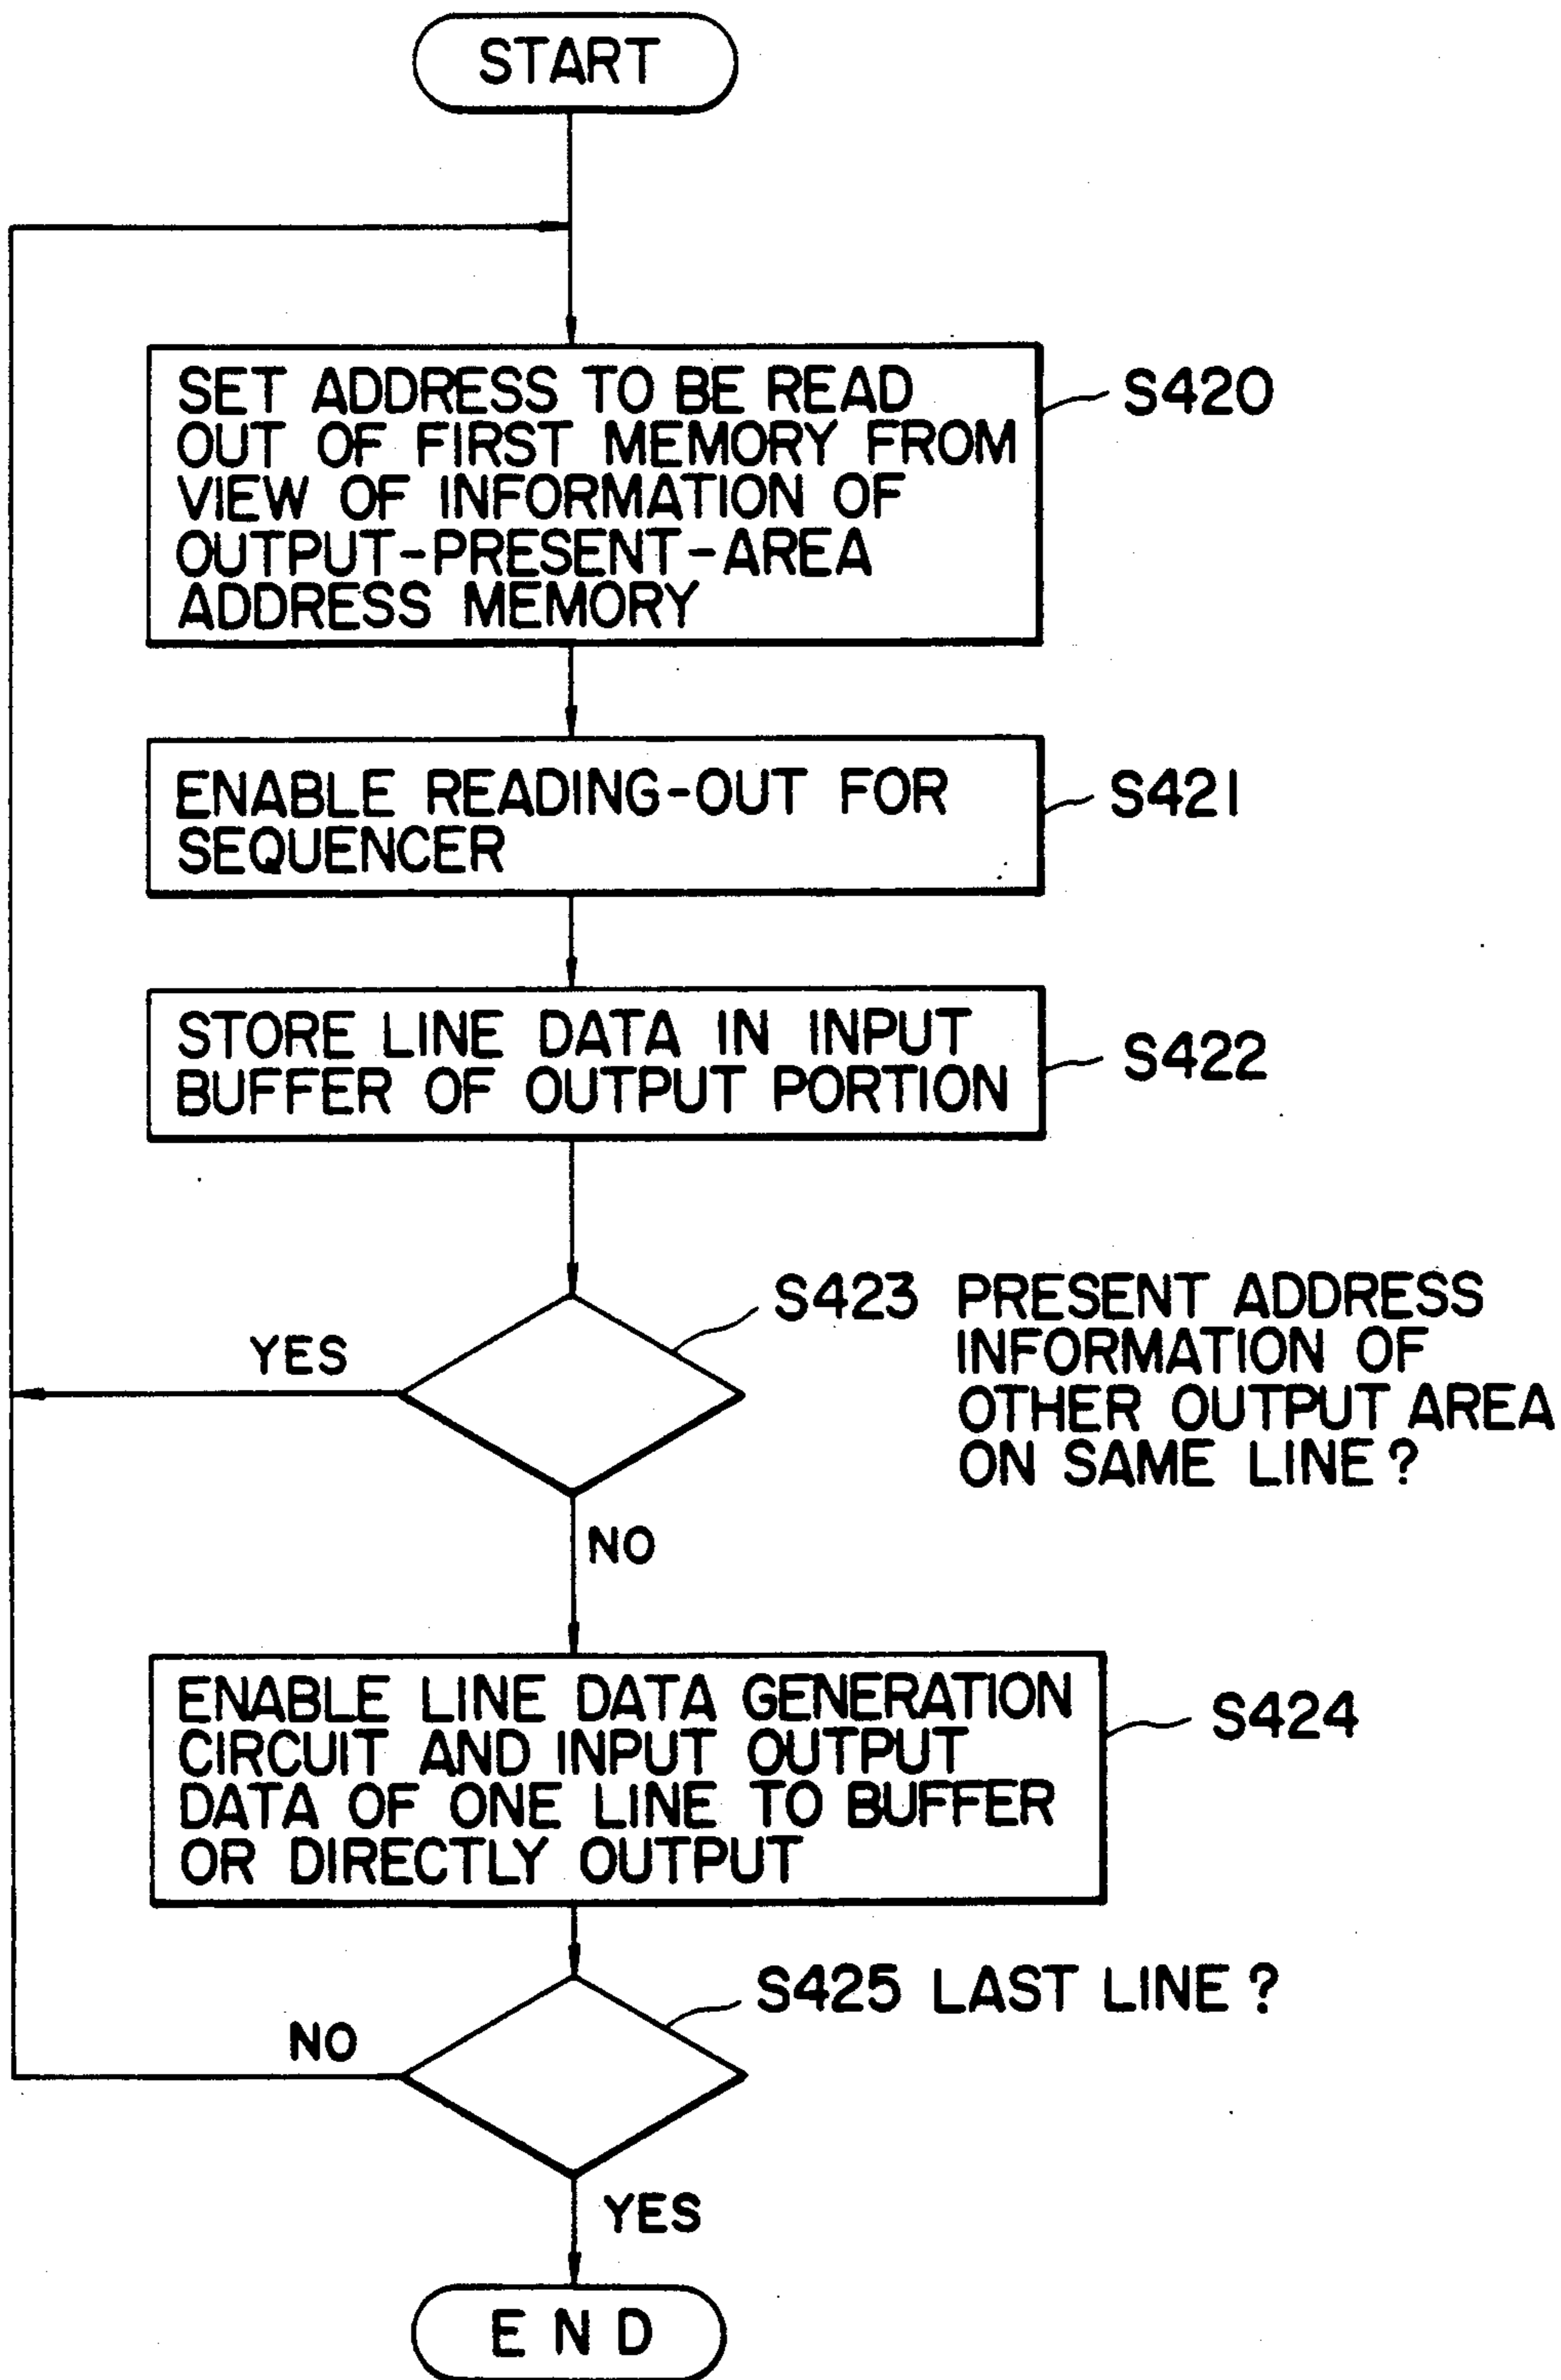 START
SET ADDRESS TO BE READ
OUT OF FIRST MEMORY FROM
VIEW OF INFORMATION OF
OUTPUT-PRESENT-AREA
ADDRESS MEMORY
S420
ENABLE READING-OUT FOR
SEQUENCER
S421
STORE LINE DATA IN INPUT
BUFFER OF OUTPUT PORTION
S422
S423 PRESENT ADDRESS
INFORMATION OF
OTHER OUTPUT AREA
ON SAME LINE?
YES
NO
ENABLE LINE DATA GENERATION
CIRCUIT AND INPUT OUTPUT
DATA OF ONE LINE TO BUFFER
OR DIRECTLY OUTPUT
S424
S425 LAST LINE?
NO
YES
END